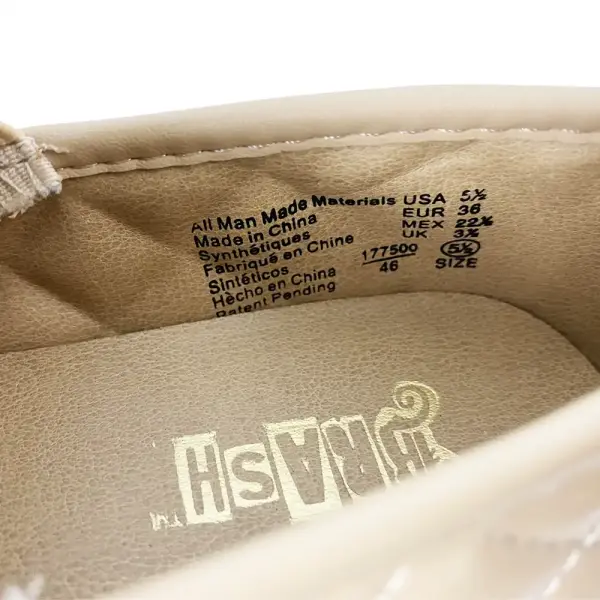 All Man Made Materials
Made in China
Synthétiques
Fabriqué en Chine
Sintéticos
Hecho en China
Patent Pending
177500
46
USA 5½
EUR 36
MEX 22½
UK 3½
5½
SIZE
TM